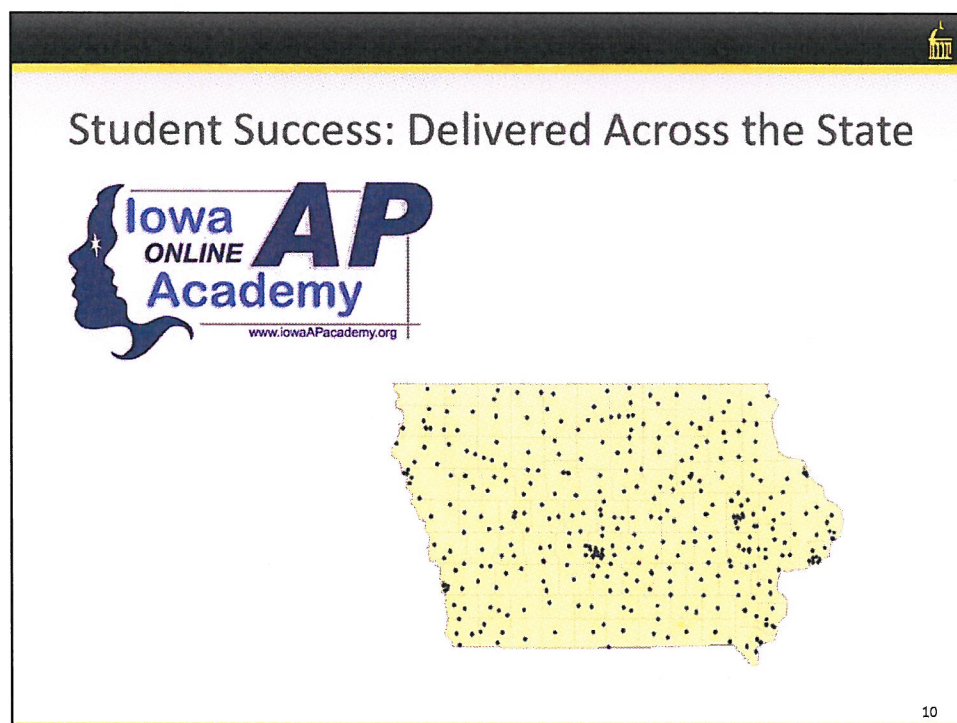 Student Success: Delivered Across the State
Iowa AP
ONLINE
Academy
www.iowaAPacademy.org
10